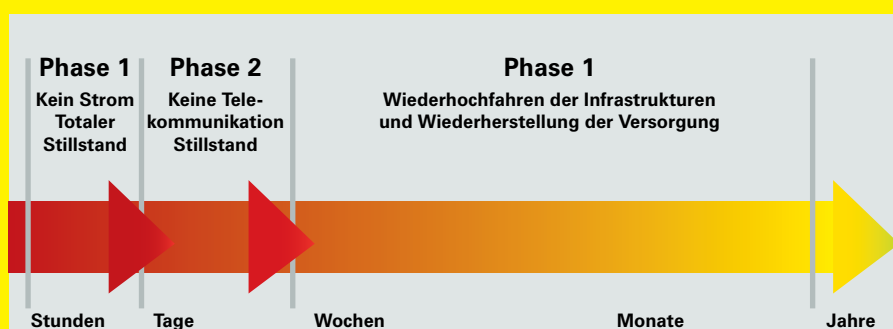 Phase 1
Kein Strom
Totaler
Stillstand
Phase 2
Keine Tele-
kommunikation
Stillstand
Phase 1
Wiederhochfahren der Infrastrukturen
und Wiederherstellung der Versorgung
Stunden
Tage
Wochen
Monate
Jahre